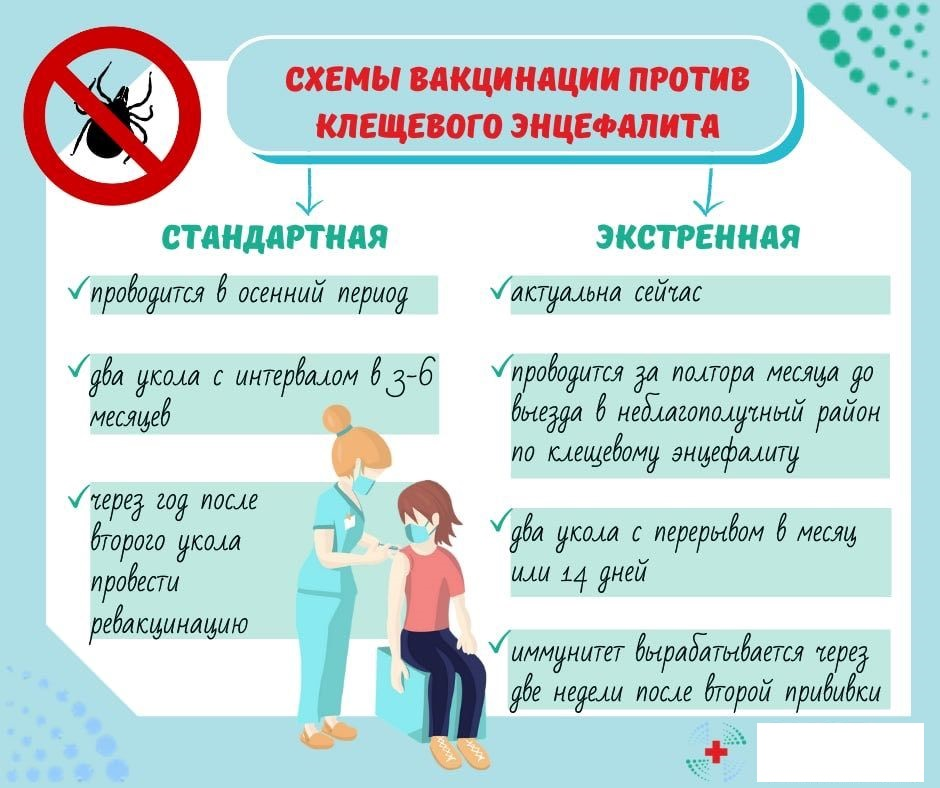 СХЕМЫ ВАКЦИНАЦИИ ПРОТИВ
КЛЕЩЕВОГО ЭНЦЕФАЛИТА
СТАНДАРТНАЯ
проводится в осенний период
два укола с интервалом в 3-6
месяцев
через год после
второго укола
провести
ревакцинацию
ЭКСТРЕННАЯ
актуальна сейчас
проводится за полтора месяца до
выезда в неблагополучный район
по клещевому энцефалиту
два укола с перерывом в месяц
или 14 дней
иммунитет вырабатывается через
две недели после второй прививки